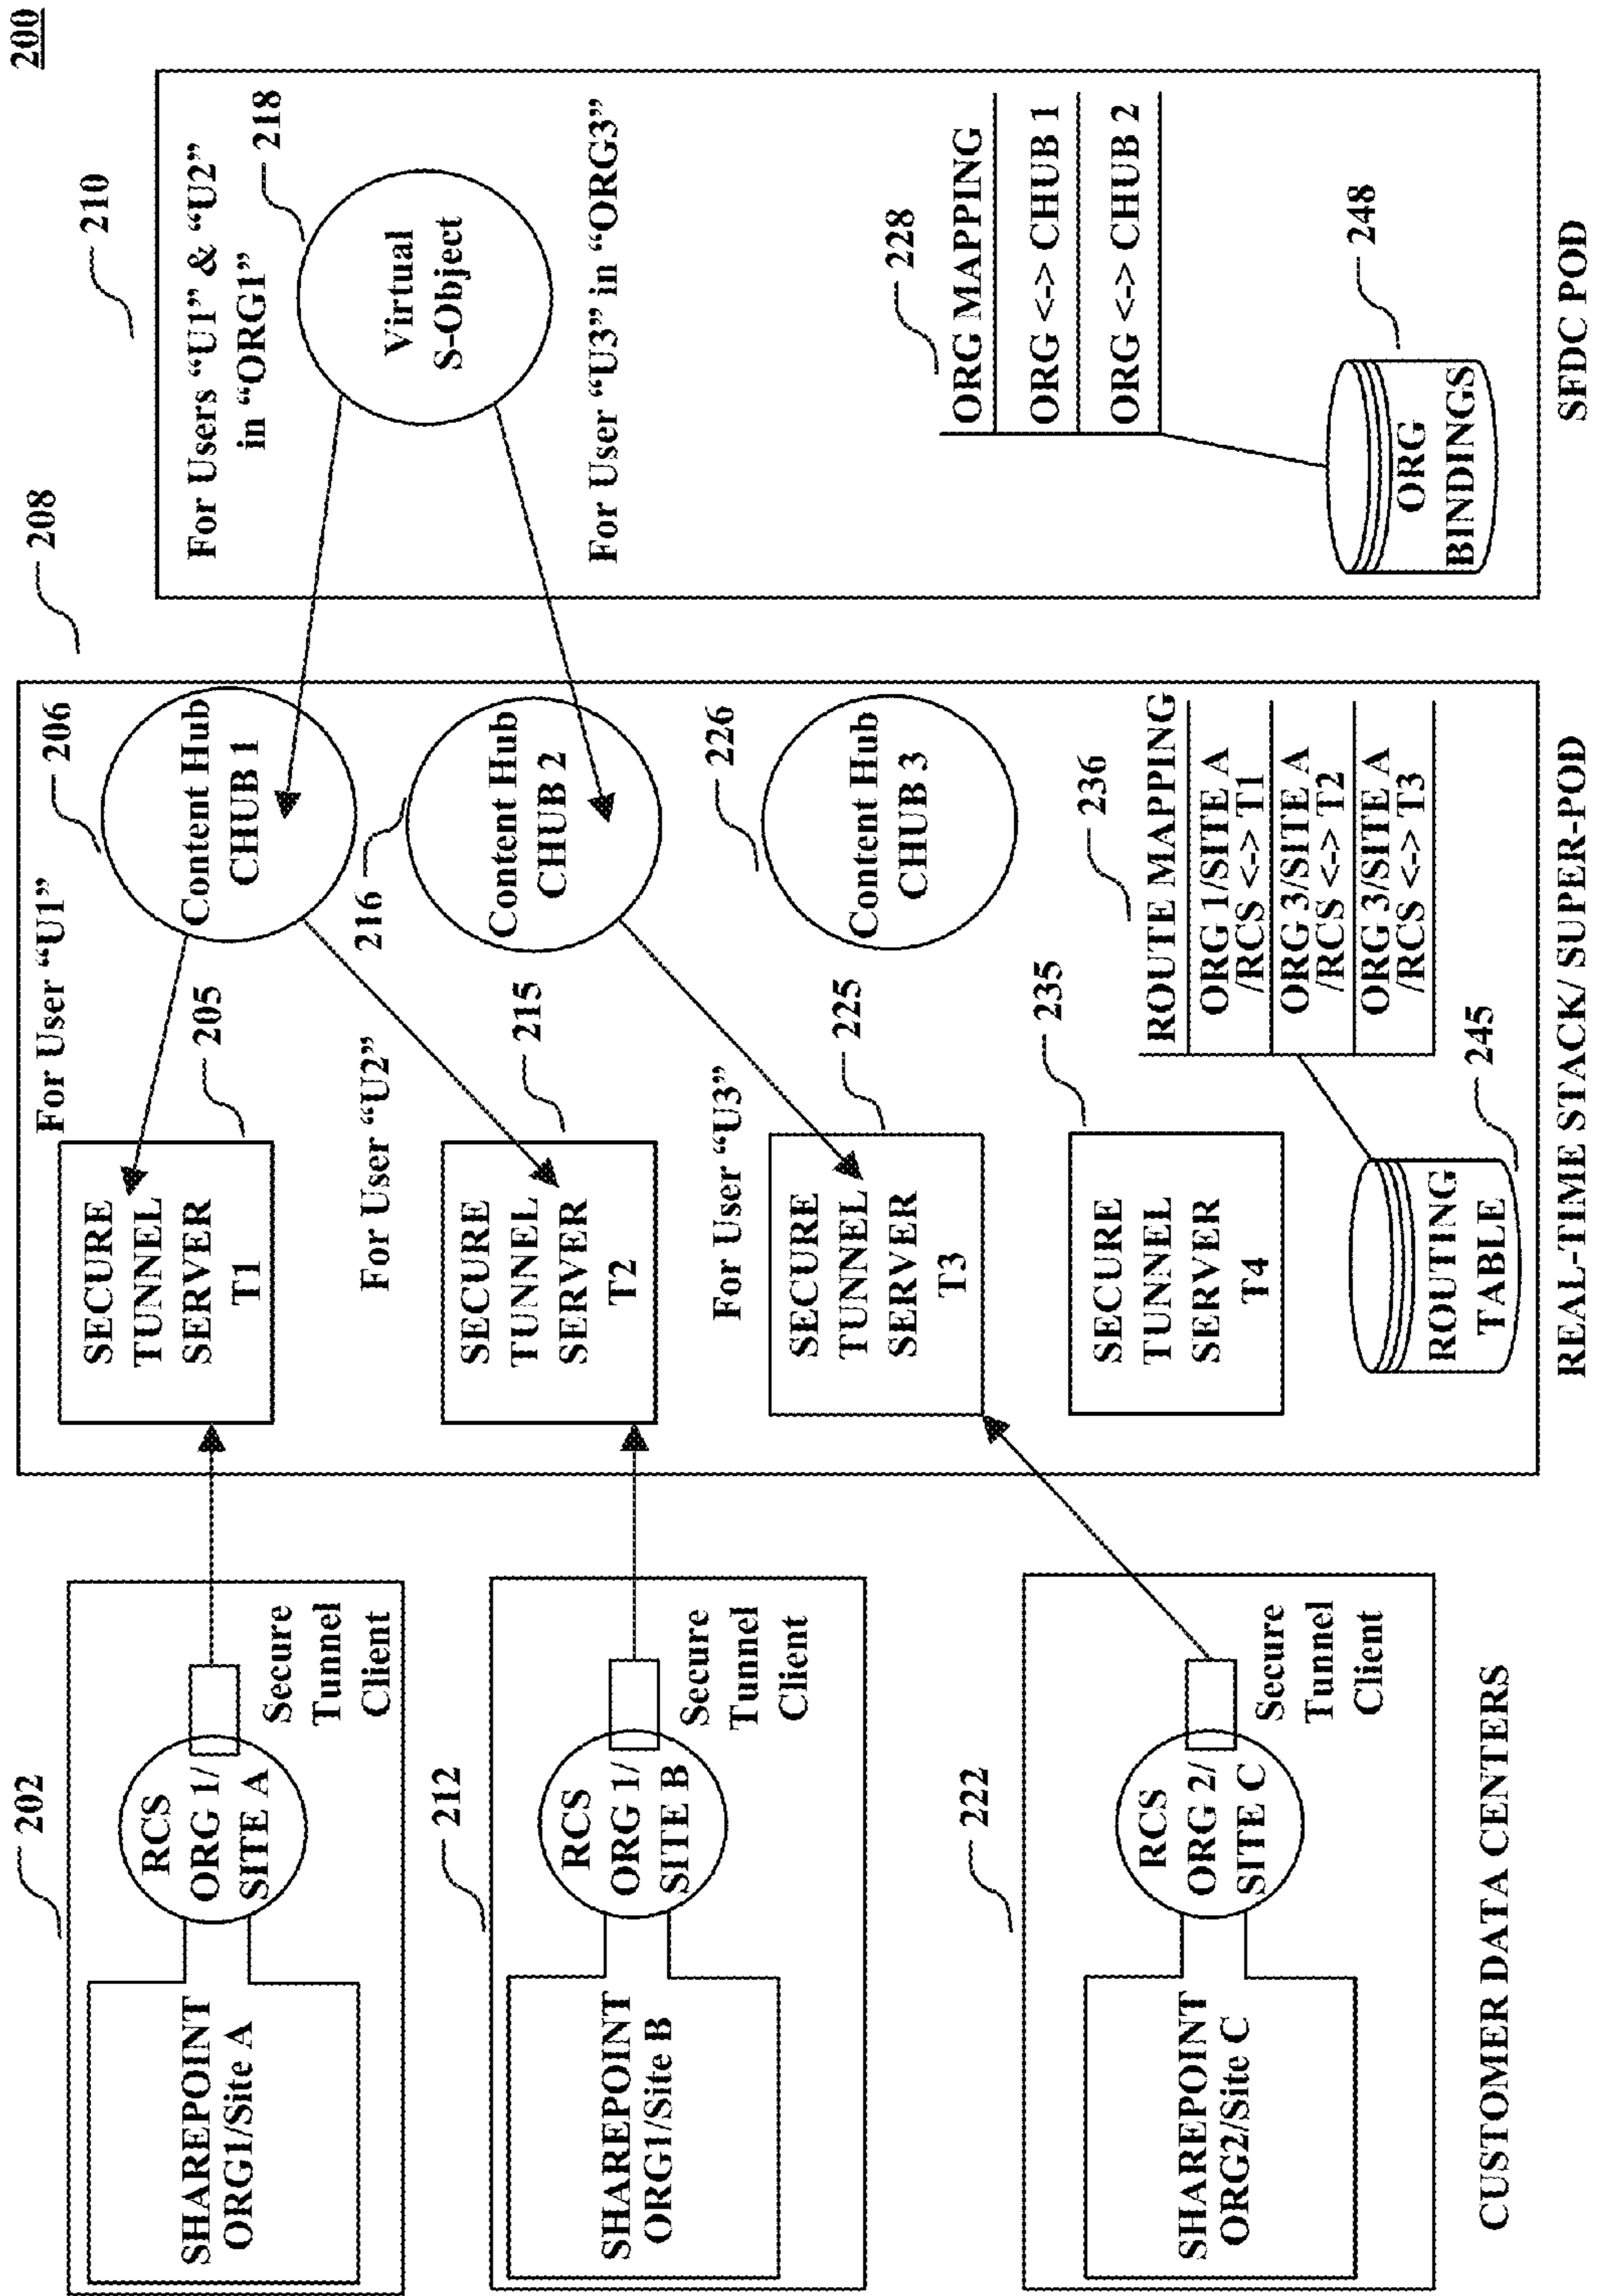 200
202
SHAREPOINT
ORG1/Site A
RCS
ORG 1/
SITE A
Secure
Tunnel
Client
212
SHAREPOINT
ORG1/Site B
RCS
ORG 1/
SITE B
Secure
Tunnel
Client
222
SHAREPOINT
ORG2/Site C
RCS
ORG 2/
SITE C
Secure
Tunnel
Client
CUSTOMER DATA CENTERS
208
For User “U1”
SECURE
TUNNEL
SERVER
T1
205
206
Content Hub
CHUB 1
For User “U2”
SECURE
TUNNEL
SERVER
T2
215
216
Content Hub
CHUB 2
For User “U3”
SECURE
TUNNEL
SERVER
T3
225
226
Content Hub
CHUB 3
SECURE
TUNNEL
SERVER
T4
235
236
ROUTE MAPPING
ORG 1/SITE A
/RCS <-> T1
ORG 3/SITE A
/RCS <-> T2
ORG 3/SITE A
/RCS <-> T3
ROUTING
TABLE
245
REAL-TIME STACK/ SUPER-POD
210
For Users “U1” & “U2”
in “ORG1”
218
Virtual
S-Object
For User “U3” in “ORG3”
228
ORG MAPPING
ORG <-> CHUB 1
ORG <-> CHUB 2
ORG
BINDINGS
248
SFDC POD